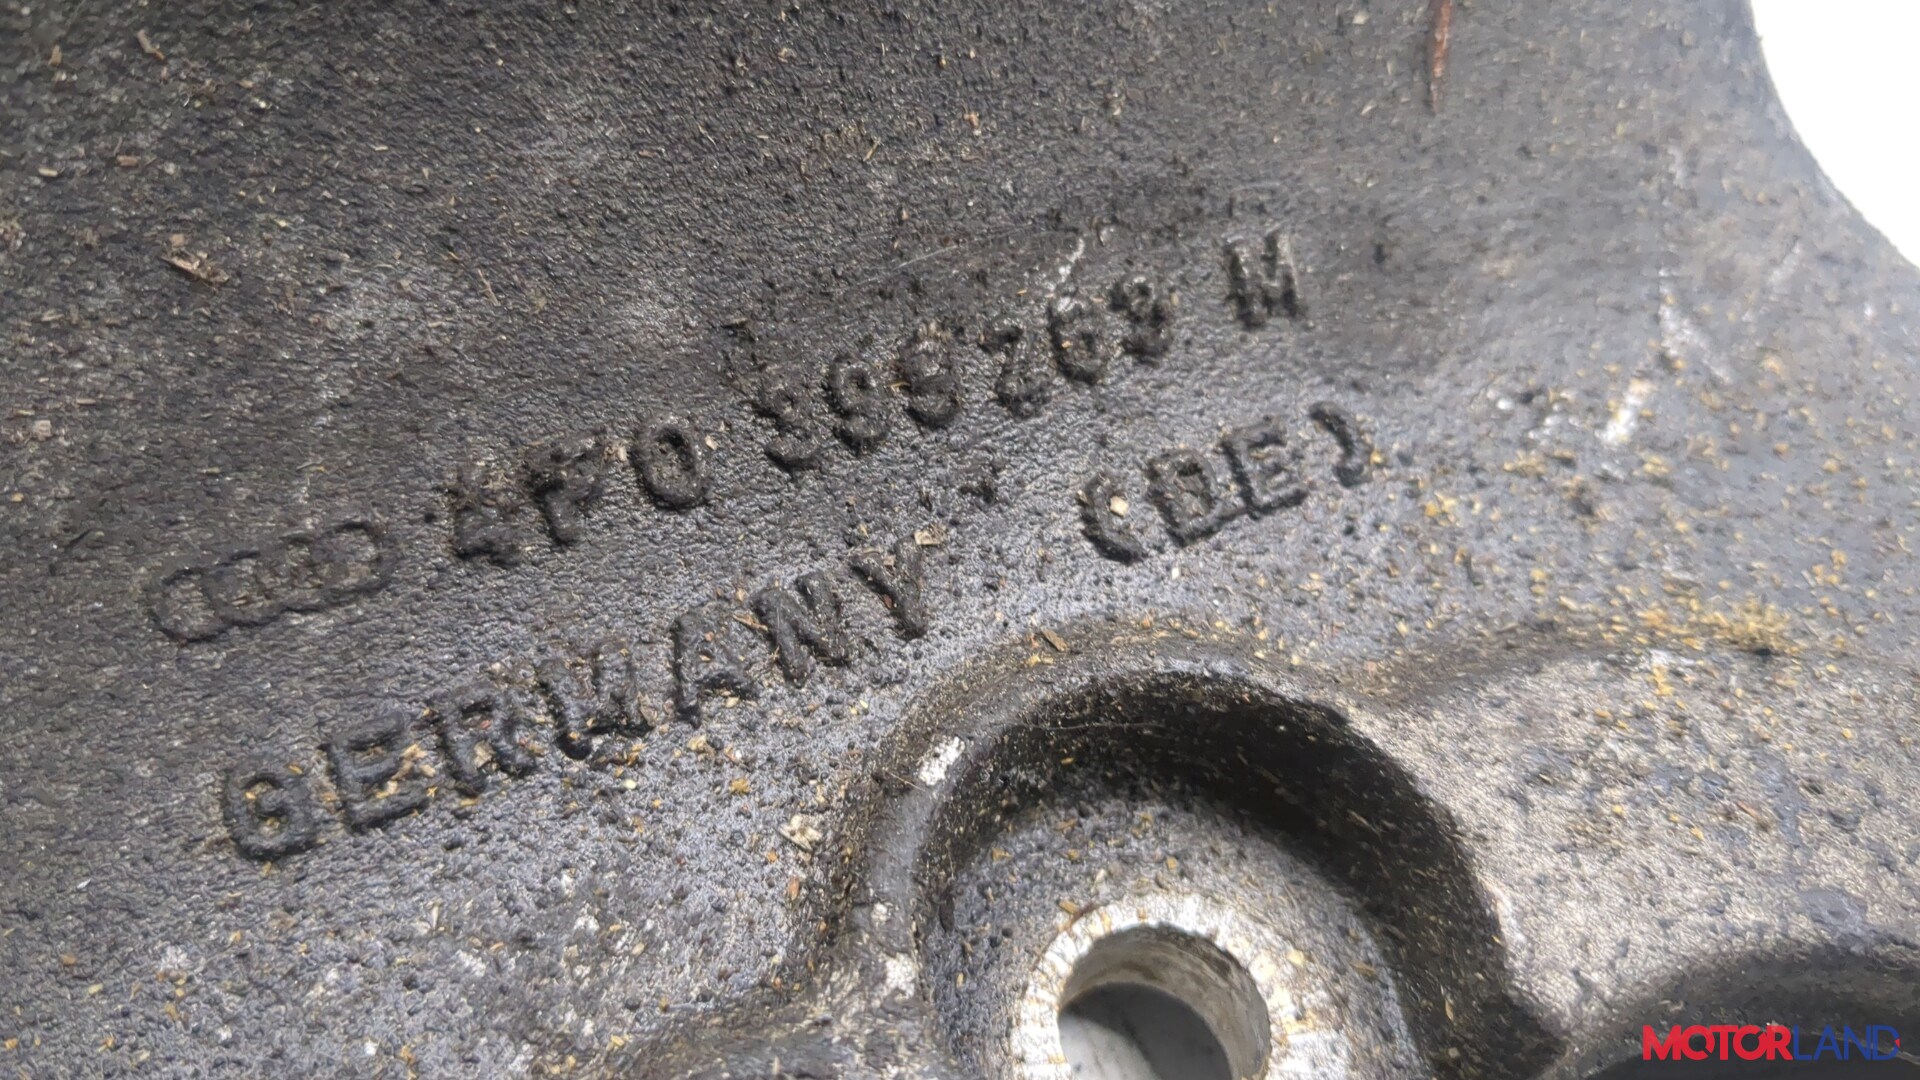 4F0 399 263 M
GERMANY (DE)
MOTORLAND